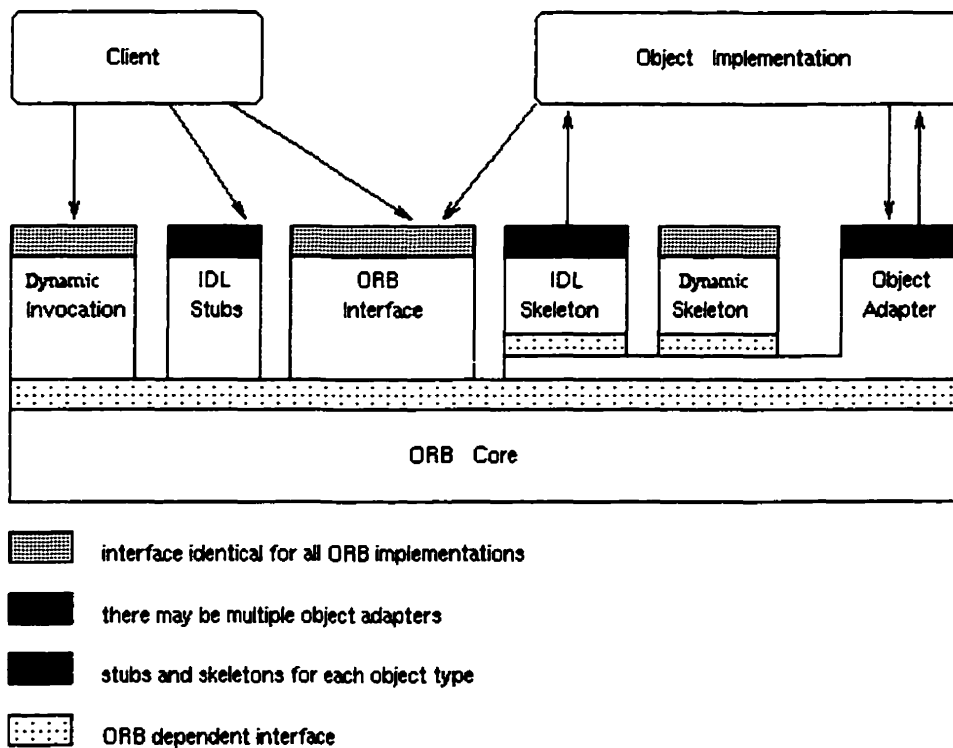 Client
Object Implementation
Dynamic
Invocation
IDL
Stubs
ORB
Interface
IDL
Skeleton
Dynamic
Skeleton
Object
Adapter
ORB Core
interface identical for all ORB implementations
there may be multiple object adapters
stubs and skeletons for each object type
ORB dependent interface